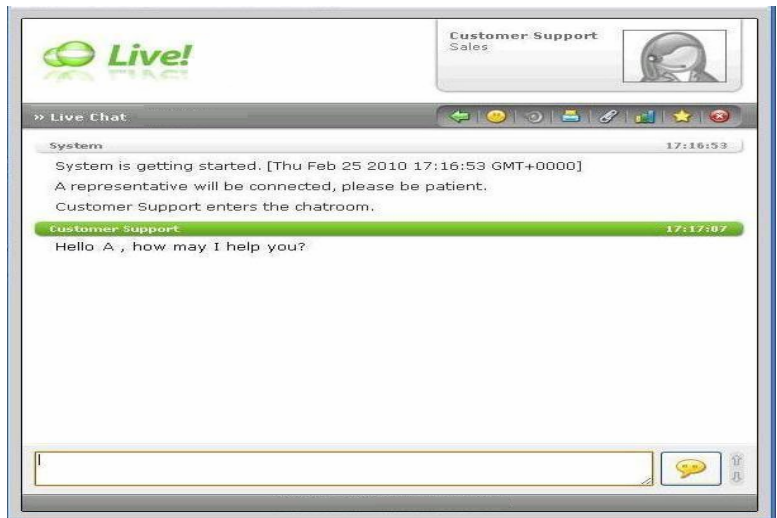 Live!
Customer Support
Sales
» Live Chat
System 17:16:53
System is getting started. [Thu Feb 25 2010 17:16:53 GMT+0000]
A representative will be connected, please be patient.
Customer Support enters the chatroom.
Customer Support 17:17:07
Hello A , how may I help you?